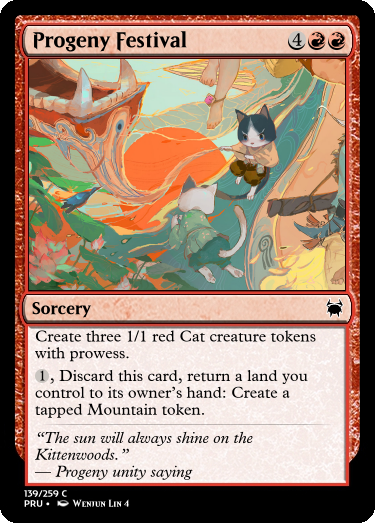 Progeny Festival 4
Sorcery
Create three 1/1 red Cat creature tokens
with prowess.
1, Discard this card, return a land you
control to its owner's hand: Create a
tapped Mountain token.
“The sun will always shine on the
Kittenwoods.”
— Progeny unity saying
139/259 C
PRU • Wenjun Lin 4